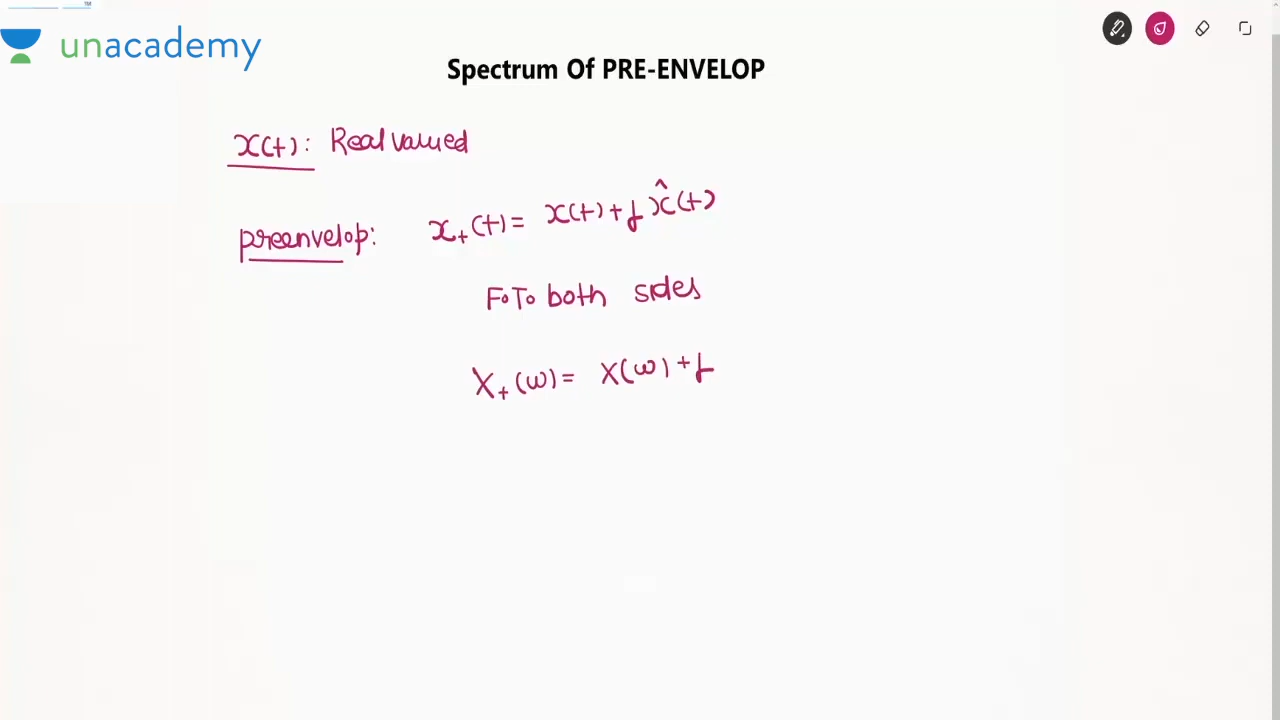 unacademy
Spectrum Of PRE-ENVELOP
x(t): Real valued
preenvelop: x₊(t) = x(t) + j x̂(t)
F.T. both sides
X₊(ω) = X(ω) + j